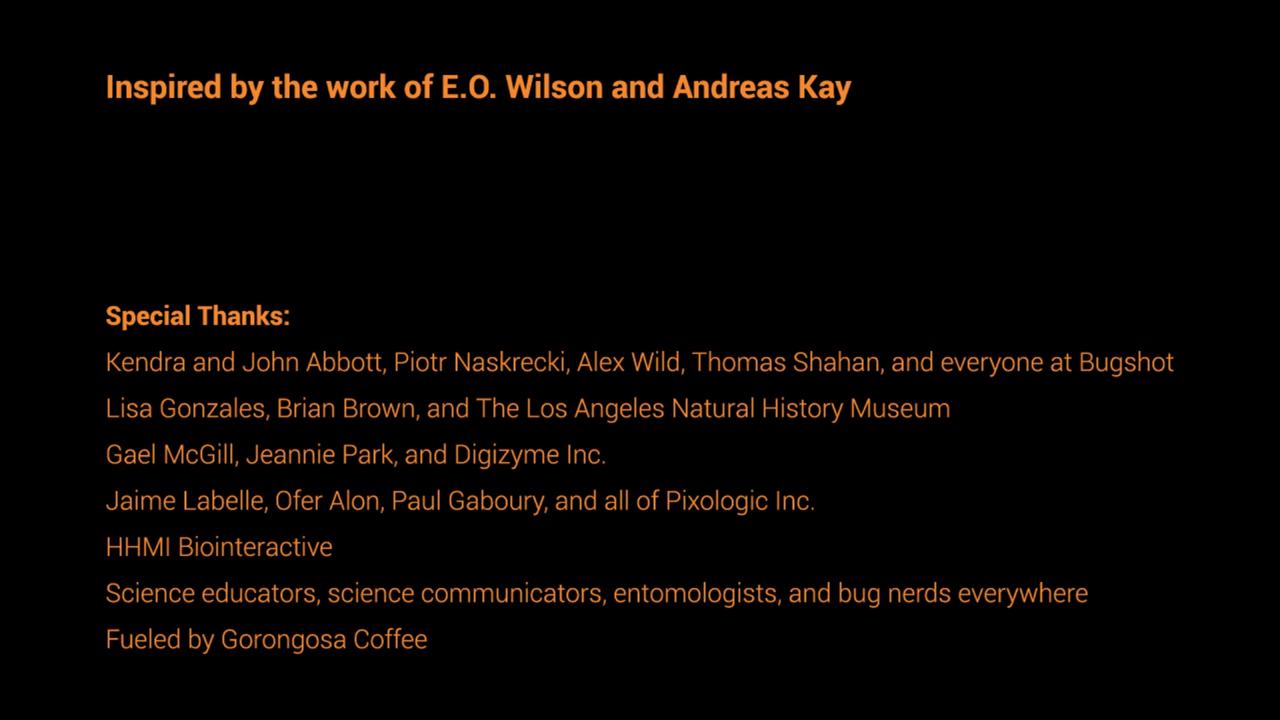 Inspired by the work of E.O. Wilson and Andreas Kay
Special Thanks:
Kendra and John Abbott, Piotr Naskrecki, Alex Wild, Thomas Shahan, and everyone at Bugshot
Lisa Gonzales, Brian Brown, and The Los Angeles Natural History Museum
Gael McGill, Jeannie Park, and Digizyme Inc.
Jaime Labelle, Ofer Alon, Paul Gaboury, and all of Pixologic Inc.
HHMI Biointeractive
Science educators, science communicators, entomologists, and bug nerds everywhere
Fueled by Gorongosa Coffee